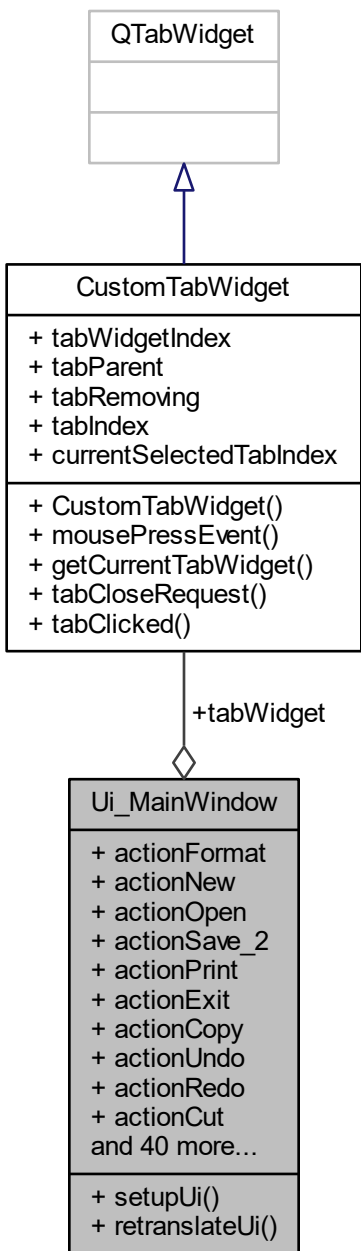 QTabWidget
CustomTabWidget
+ tabWidgetIndex
+ tabParent
+ tabRemoving
+ tabIndex
+ currentSelectedTabIndex
+ CustomTabWidget()
+ mousePressEvent()
+ getCurrentTabWidget()
+ tabCloseRequest()
+ tabClicked()
+tabWidget
Ui_MainWindow
+ actionFormat
+ actionNew
+ actionOpen
+ actionSave_2
+ actionPrint
+ actionExit
+ actionCopy
+ actionUndo
+ actionRedo
+ actionCut
and 40 more...
+ setupUi()
+ retranslateUi()